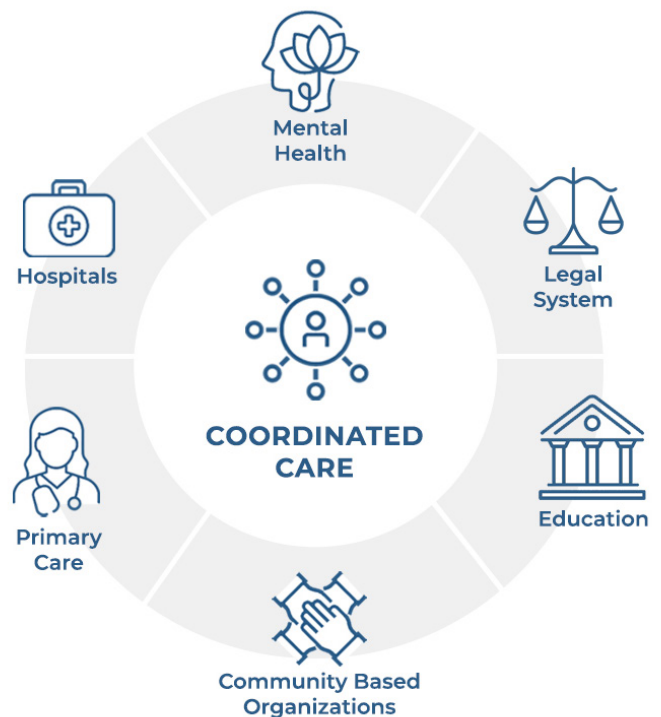 Mental
Health
Hospitals
Legal
System
COORDINATED
CARE
Primary
Care
Education
Community Based
Organizations